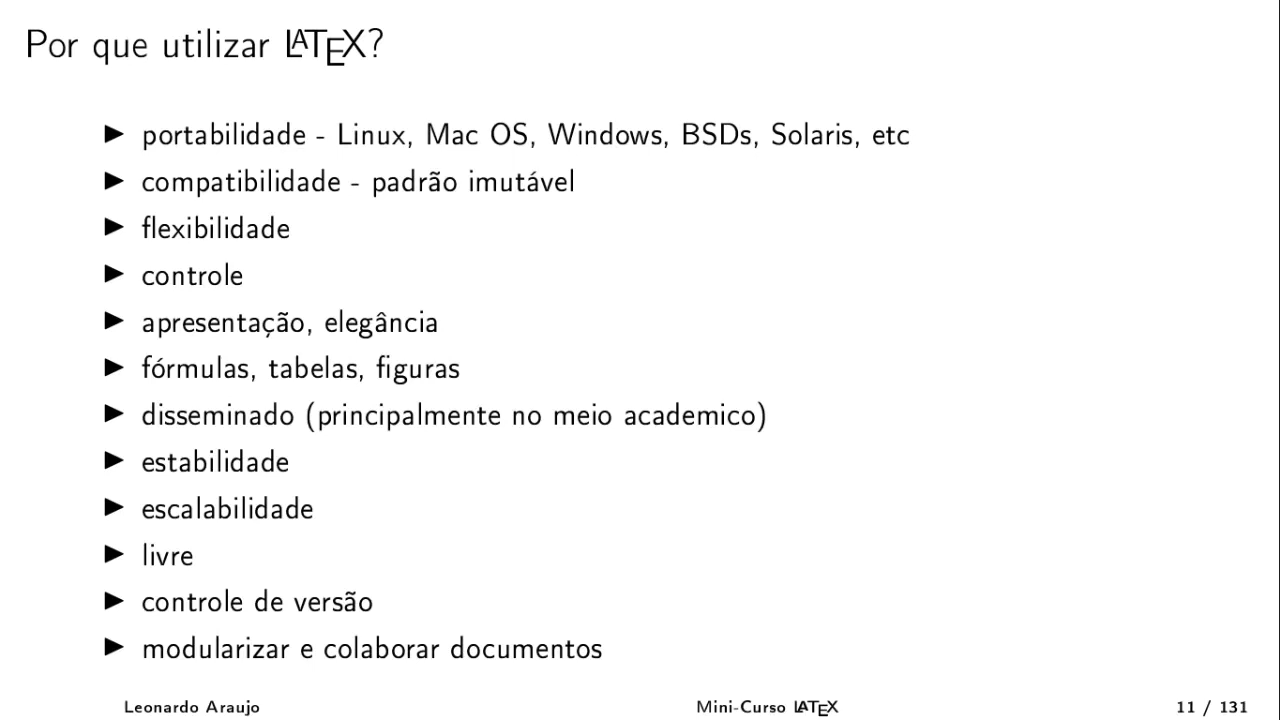 Por que utilizar LATEX?
▶ portabilidade - Linux, Mac OS, Windows, BSDs, Solaris, etc
▶ compatibilidade - padrão imutável
▶ flexibilidade
▶ controle
▶ apresentação, elegância
▶ fórmulas, tabelas, figuras
▶ disseminado (principalmente no meio academico)
▶ estabilidade
▶ escalabilidade
▶ livre
▶ controle de versão
▶ modularizar e colaborar documentos
Leonardo Araujo Mini-Curso LATEX 11 / 131